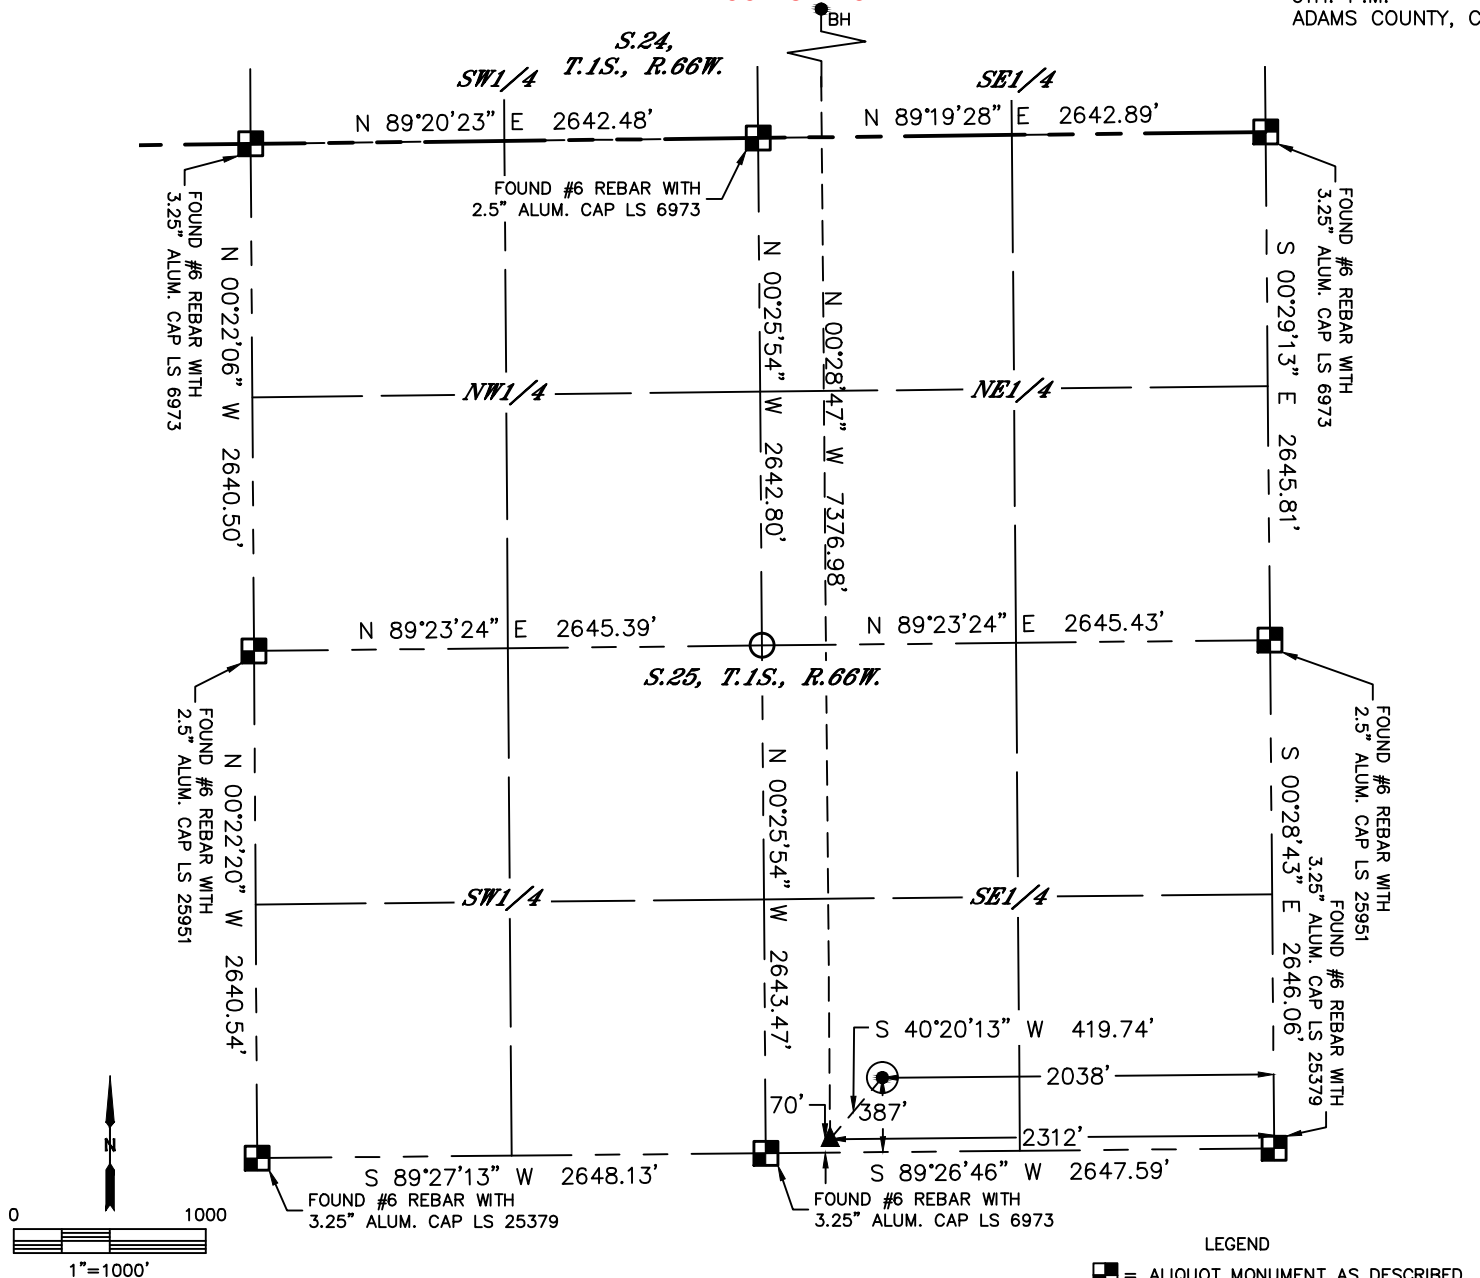 ADAMS COUNTY, C
BH
S.24,
T.1S., R.66W.
SW1/4
SE1/4
N 89°20'23" E 2642.48'
N 89°19'28" E 2642.89'
FOUND #6 REBAR WITH
3.25" ALUM. CAP LS 6973
FOUND #6 REBAR WITH
2.5" ALUM. CAP LS 6973
FOUND #6 REBAR WITH
3.25" ALUM. CAP LS 6973
N 00°22'06" W 2640.50'
N 00°25'54" W 2642.80'
N 00°28'47" W 7376.98'
S 00°29'13" E 2645.81'
NW1/4
NE1/4
N 89°23'24" E 2645.39'
N 89°23'24" E 2645.43'
S.25, T.1S., R.66W.
FOUND #6 REBAR WITH
2.5" ALUM. CAP LS 25951
FOUND #6 REBAR WITH
2.5" ALUM. CAP LS 25951
N 00°22'20" W 2640.54'
N 00°25'54" W 2643.47'
S 00°28'43" E 2646.06'
SW1/4
SE1/4
FOUND #6 REBAR WITH
3.25" ALUM. CAP LS 25379
S 40°20'13" W 419.74'
2038'
70'
387'
2312'
N
S 89°27'13" W 2648.13'
S 89°26'46" W 2647.59'
FOUND #6 REBAR WITH
3.25" ALUM. CAP LS 25379
FOUND #6 REBAR WITH
3.25" ALUM. CAP LS 6973
0 1000
1"=1000'
LEGEND
= ALIQUOT MONUMENT AS DESCRIBED